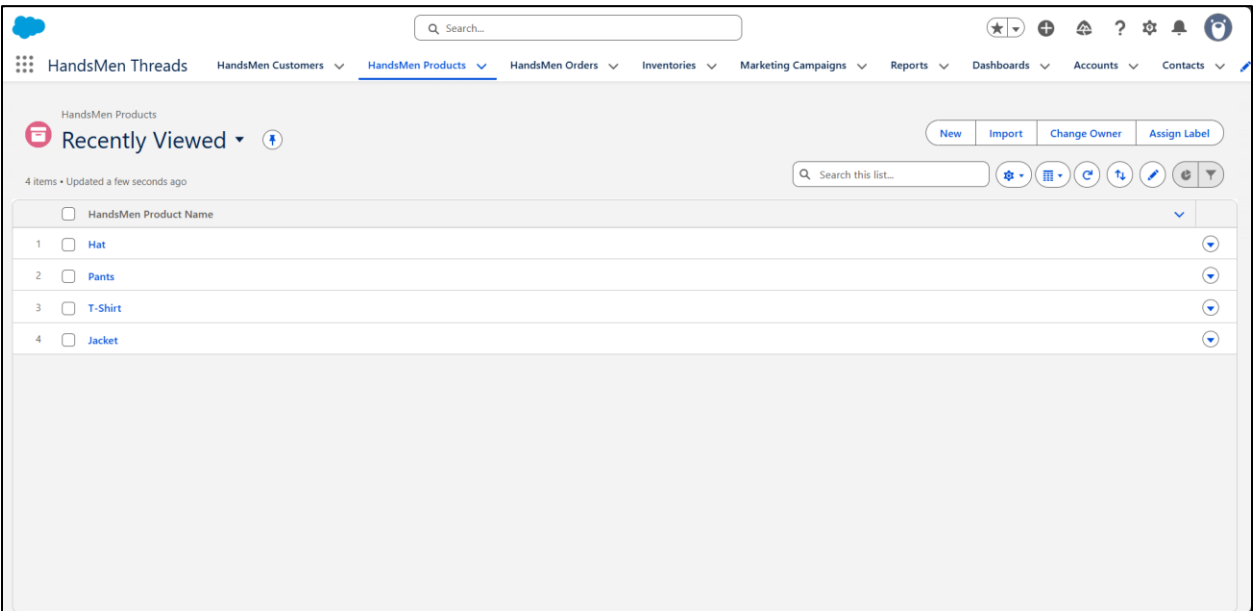 Search...
HandsMen Threads HandsMen Customers HandsMen Products HandsMen Orders Inventories Marketing Campaigns Reports Dashboards Accounts Contacts
HandsMen Products
Recently Viewed
New Import Change Owner Assign Label
4 items • Updated a few seconds ago
Search this list...
HandsMen Product Name
1 Hat
2 Pants
3 T-Shirt
4 Jacket